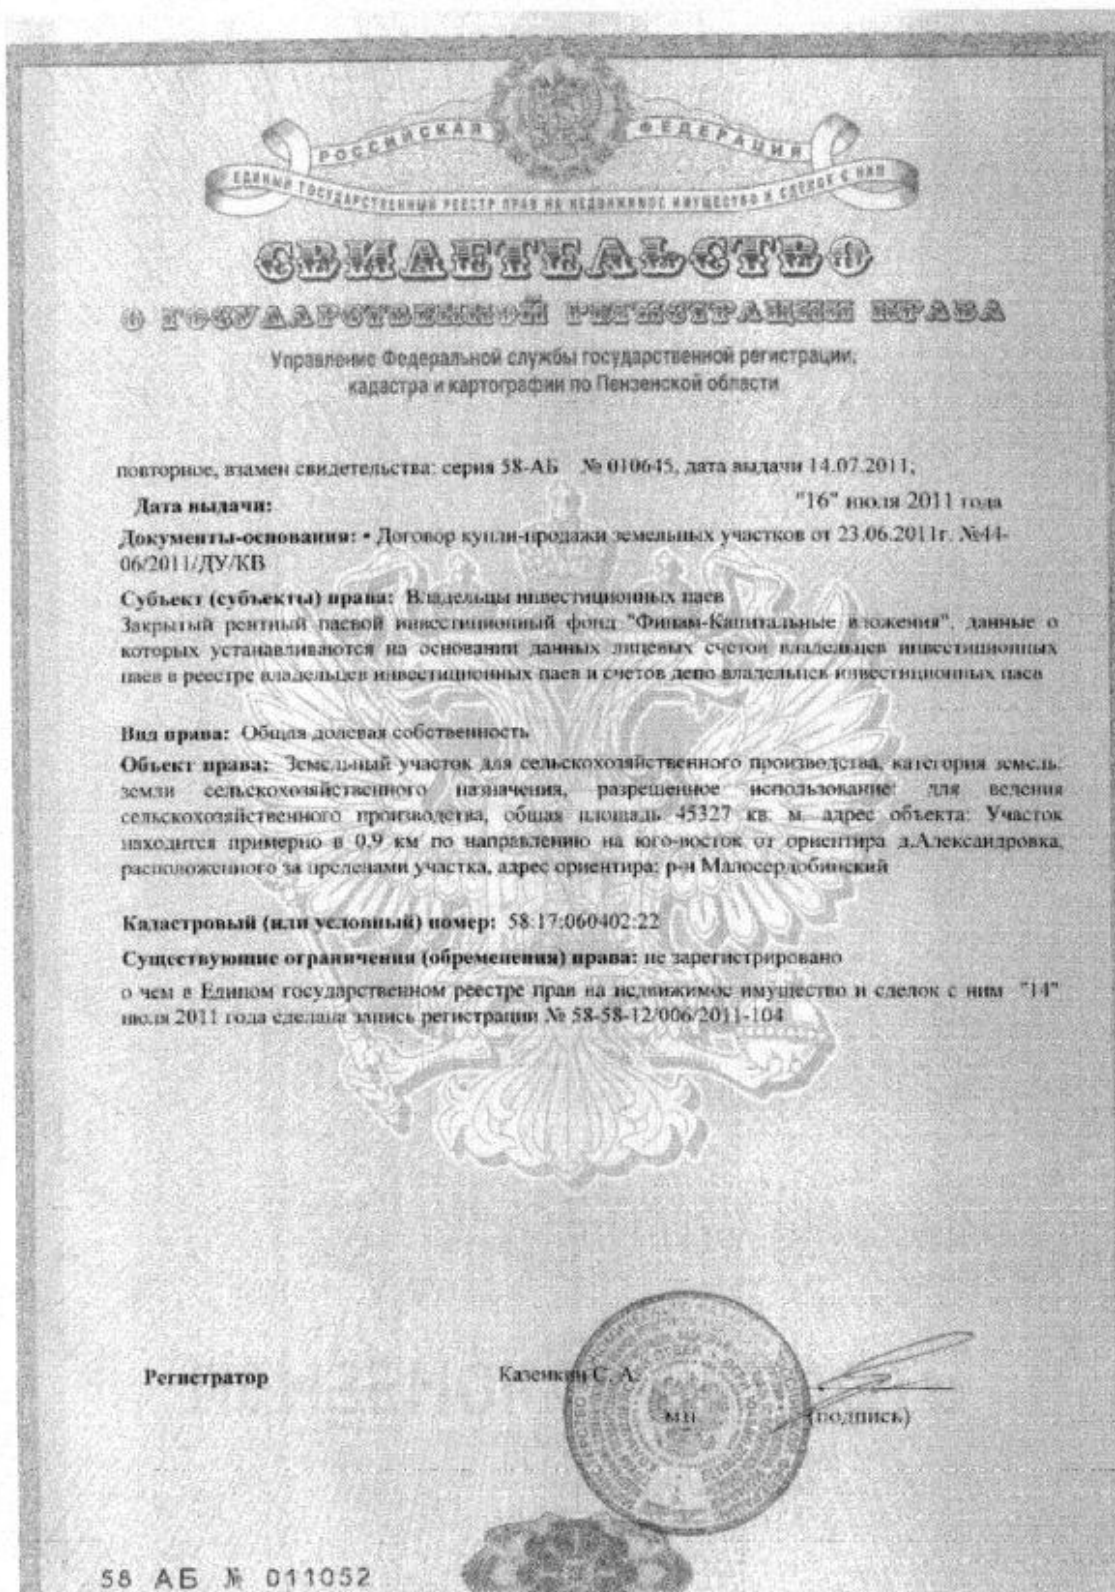 РОССИЙСКАЯ ФЕДЕРАЦИЯ
ЕДИНЫЙ ГОСУДАРСТВЕННЫЙ РЕЕСТР ПРАВ НА НЕДВИЖИМОЕ ИМУЩЕСТВО И СДЕЛОК С НИМ
СВИДЕТЕЛЬСТВО
О ГОСУДАРСТВЕННОЙ РЕГИСТРАЦИИ ПРАВА
Управление Федеральной службы государственной регистрации,
кадастра и картографии по Пензенской области
повторное, взамен свидетельства: серия 58-АБ № 010645, дата выдачи 14.07.2011;
Дата выдачи: "16" июля 2011 года
Документы-основания: • Договор купли-продажи земельных участков от 23.06.2011г. №44-
06/2011/ДУ/КВ
Субъект (субъекты) права: Владельцы инвестиционных паев
Закрытый рентный паевой инвестиционный фонд "Финам-Капитальные вложения", данные о
которых устанавливаются на основании данных лицевых счетов владельцев инвестиционных
паев в реестре владельцев инвестиционных паев и счетов депо владельцев инвестиционных паев
Вид права: Общая долевая собственность
Объект права: Земельный участок для сельскохозяйственного производства, категория земель:
земли сельскохозяйственного назначения, разрешенное использование: для ведения
сельскохозяйственного производства, общая площадь 45327 кв. м, адрес объекта: Участок
находится примерно в 0,9 км по направлению на юго-восток от ориентира д.Александровка,
расположенного за пределами участка, адрес ориентира: р-н Малосердобинский
Кадастровый (или условный) номер: 58:17:060402:22
Существующие ограничения (обременения) права: не зарегистрировано
о чем в Едином государственном реестре прав на недвижимое имущество и сделок с ним "14"
июля 2011 года сделана запись регистрации № 58-58-12/006/2011-104
Регистратор Казенкин С. А.
м.п. (подпись)
58 АБ № 011052